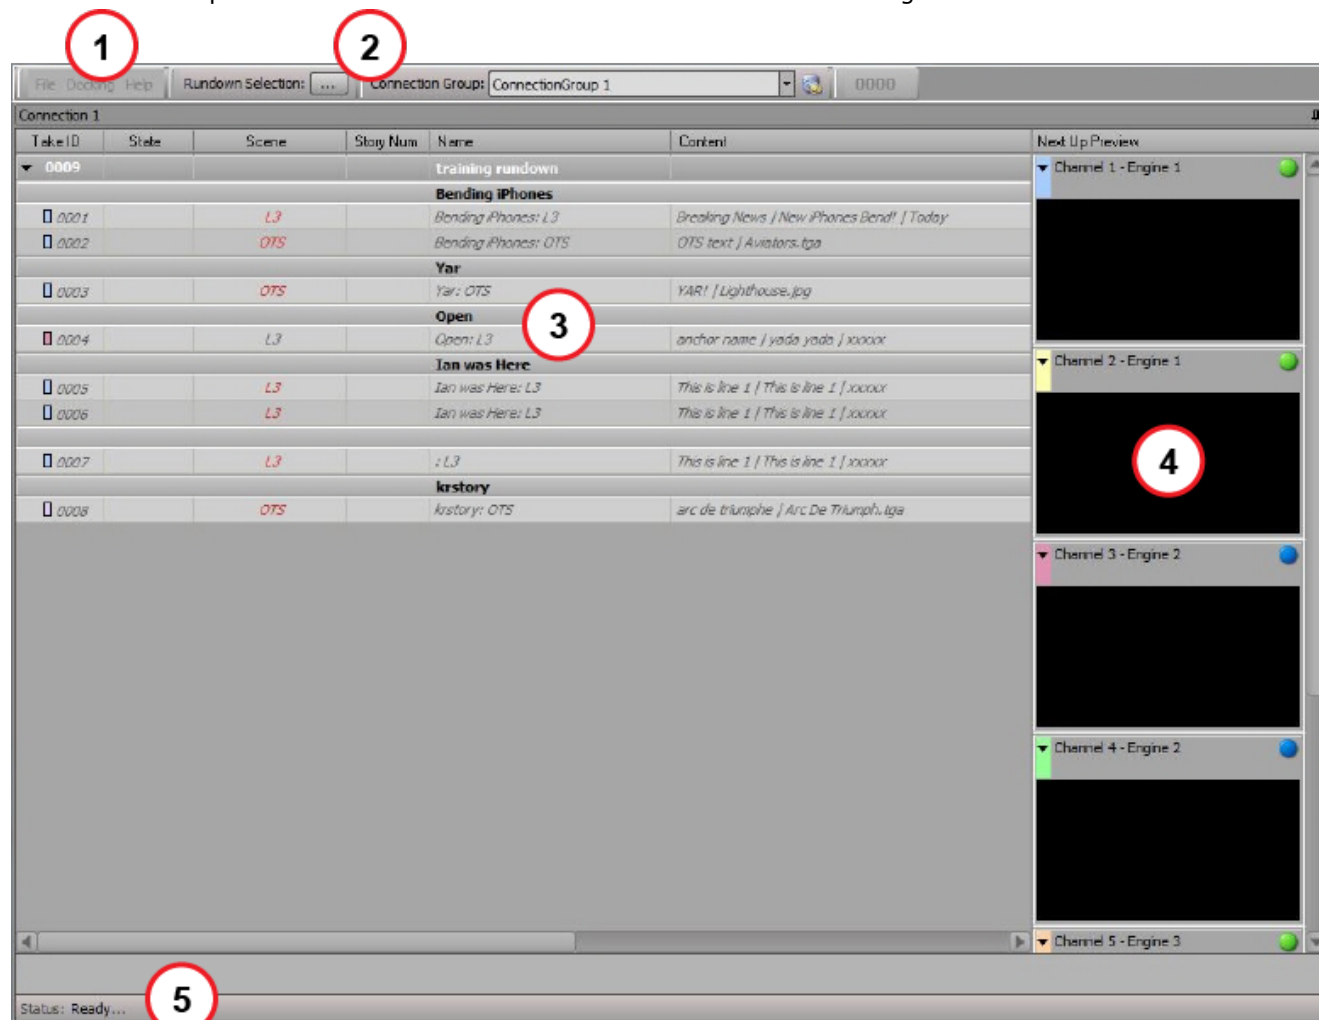 1
2
File Docking Help Rundown Selection: ... Connection Group: ConnectionGroup 1 0000
Connection 1
Take ID State Scene Story Num Name Content Next Up Preview
0009 training rundown Channel 1 - Engine 1
Bending iPhones
0001 L3 Bending iPhones: L3 Breaking News / New iPhones Bend! / Today
0002 OTS Bending iPhones: OTS OTS text / Aviators.tga
Yar
0003 OTS Yar: OTS YAR! / Lighthouse.jpg
Open
3
0004 L3 Open: L3 anchor name / yada yada / xxxxx
Ian was Here Channel 2 - Engine 1
0005 L3 Ian was Here: L3 This is line 1 / This is line 1 / xxxxxr
0006 L3 Ian was Here: L3 This is line 1 / This is line 1 / xxxxxr
0007 L3 : L3 This is line 1 / This is line 1 / xxxxxr
4
krstory
0008 OTS krstory: OTS arc de triumphe / Arc De Triumph.tga
Channel 3 - Engine 2
Channel 4 - Engine 2
Channel 5 - Engine 3
5
Status: Ready...